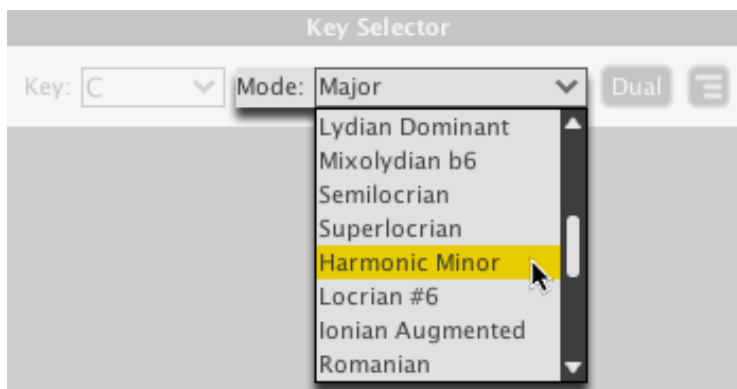 Key Selector
Key: C Mode: Major Dual
Lydian Dominant
Mixolydian b6
Semilocrian
Superlocrian
Harmonic Minor
Locrian #6
Ionian Augmented
Romanian